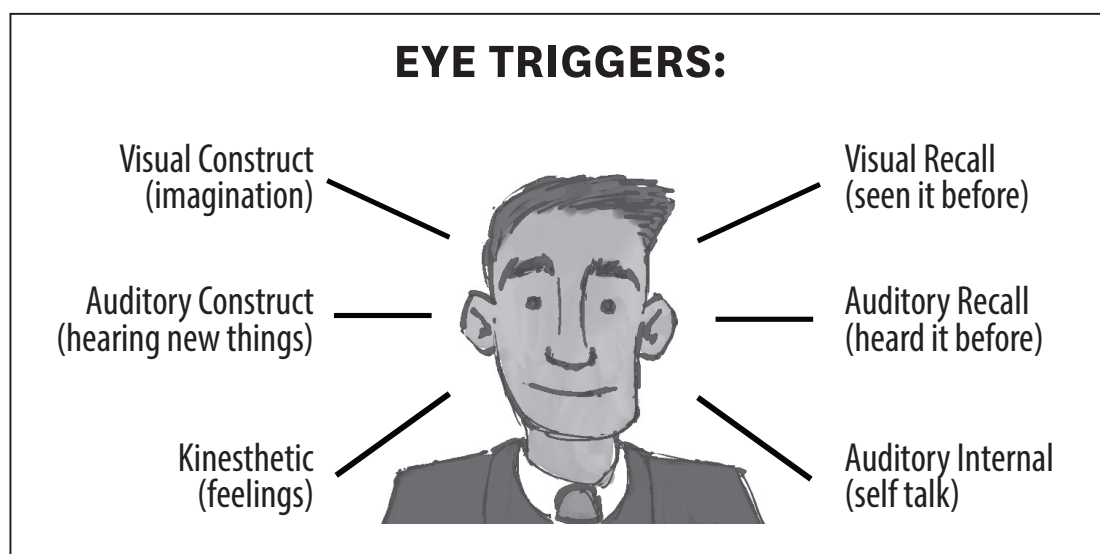 EYE TRIGGERS:
Visual Construct
(imagination)
Visual Recall
(seen it before)
Auditory Construct
(hearing new things)
Auditory Recall
(heard it before)
Kinesthetic
(feelings)
Auditory Internal
(self talk)